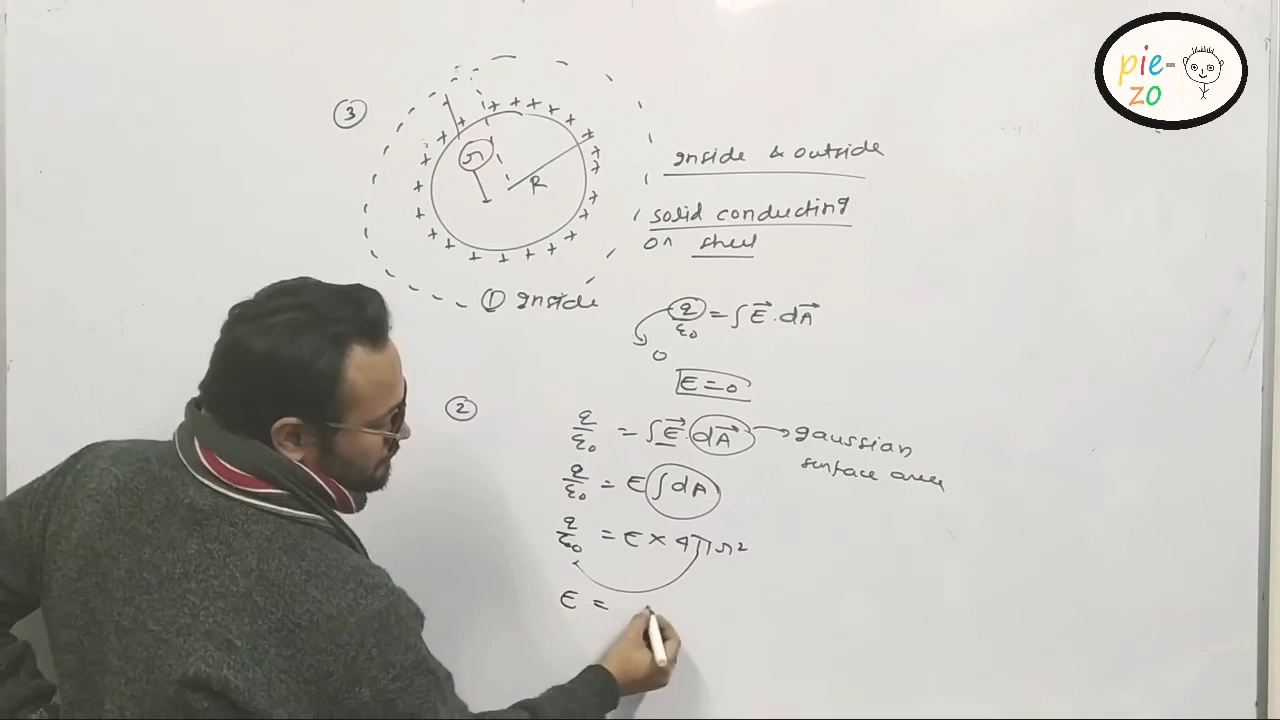 pie-
zo
③
r
R
inside & outside
solid conducting
or shell
① inside
q/ε₀ = ∫E⃗.dA⃗
0
E=0
②
q/ε₀ = ∫E⃗.dA⃗ → gaussian
surface area
q/ε₀ = E∫dA
q/ε₀ = E × 4πr²
E =